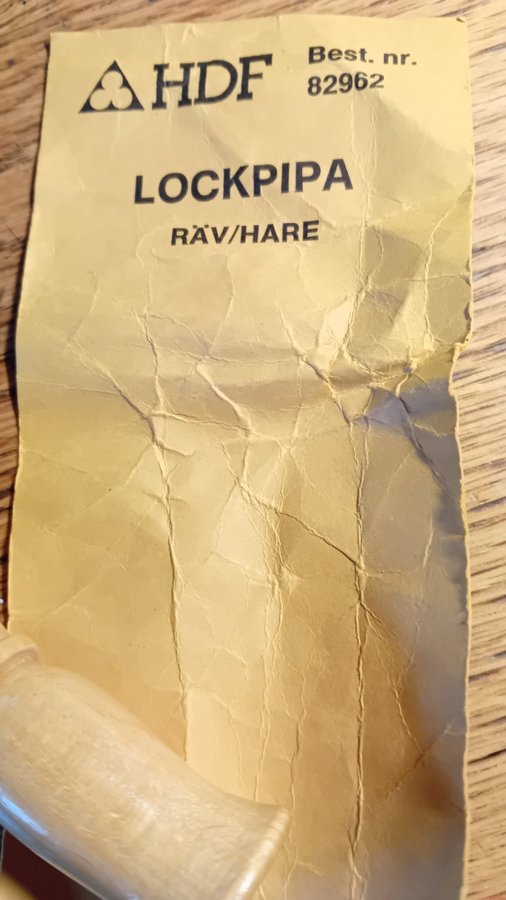 HDF
Best. nr.
82962
LOCKPIPA
RÄV/HARE